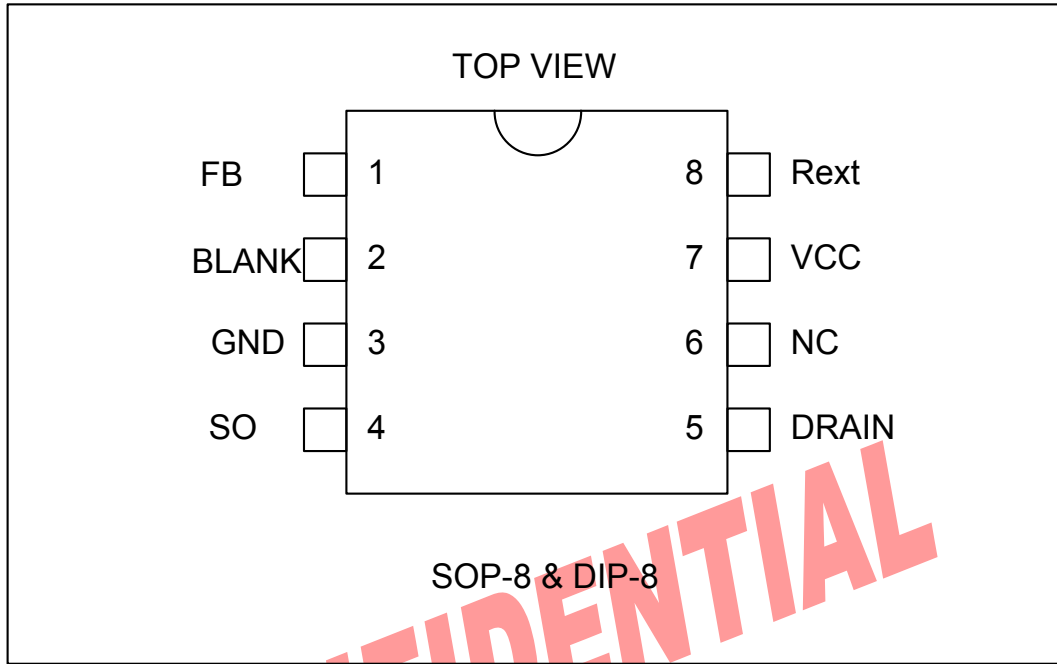 TOP VIEW
FB 1 8 Rext
BLANK 2 7 VCC
GND 3 6 NC
SO 4 5 DRAIN
SOP-8 & DIP-8